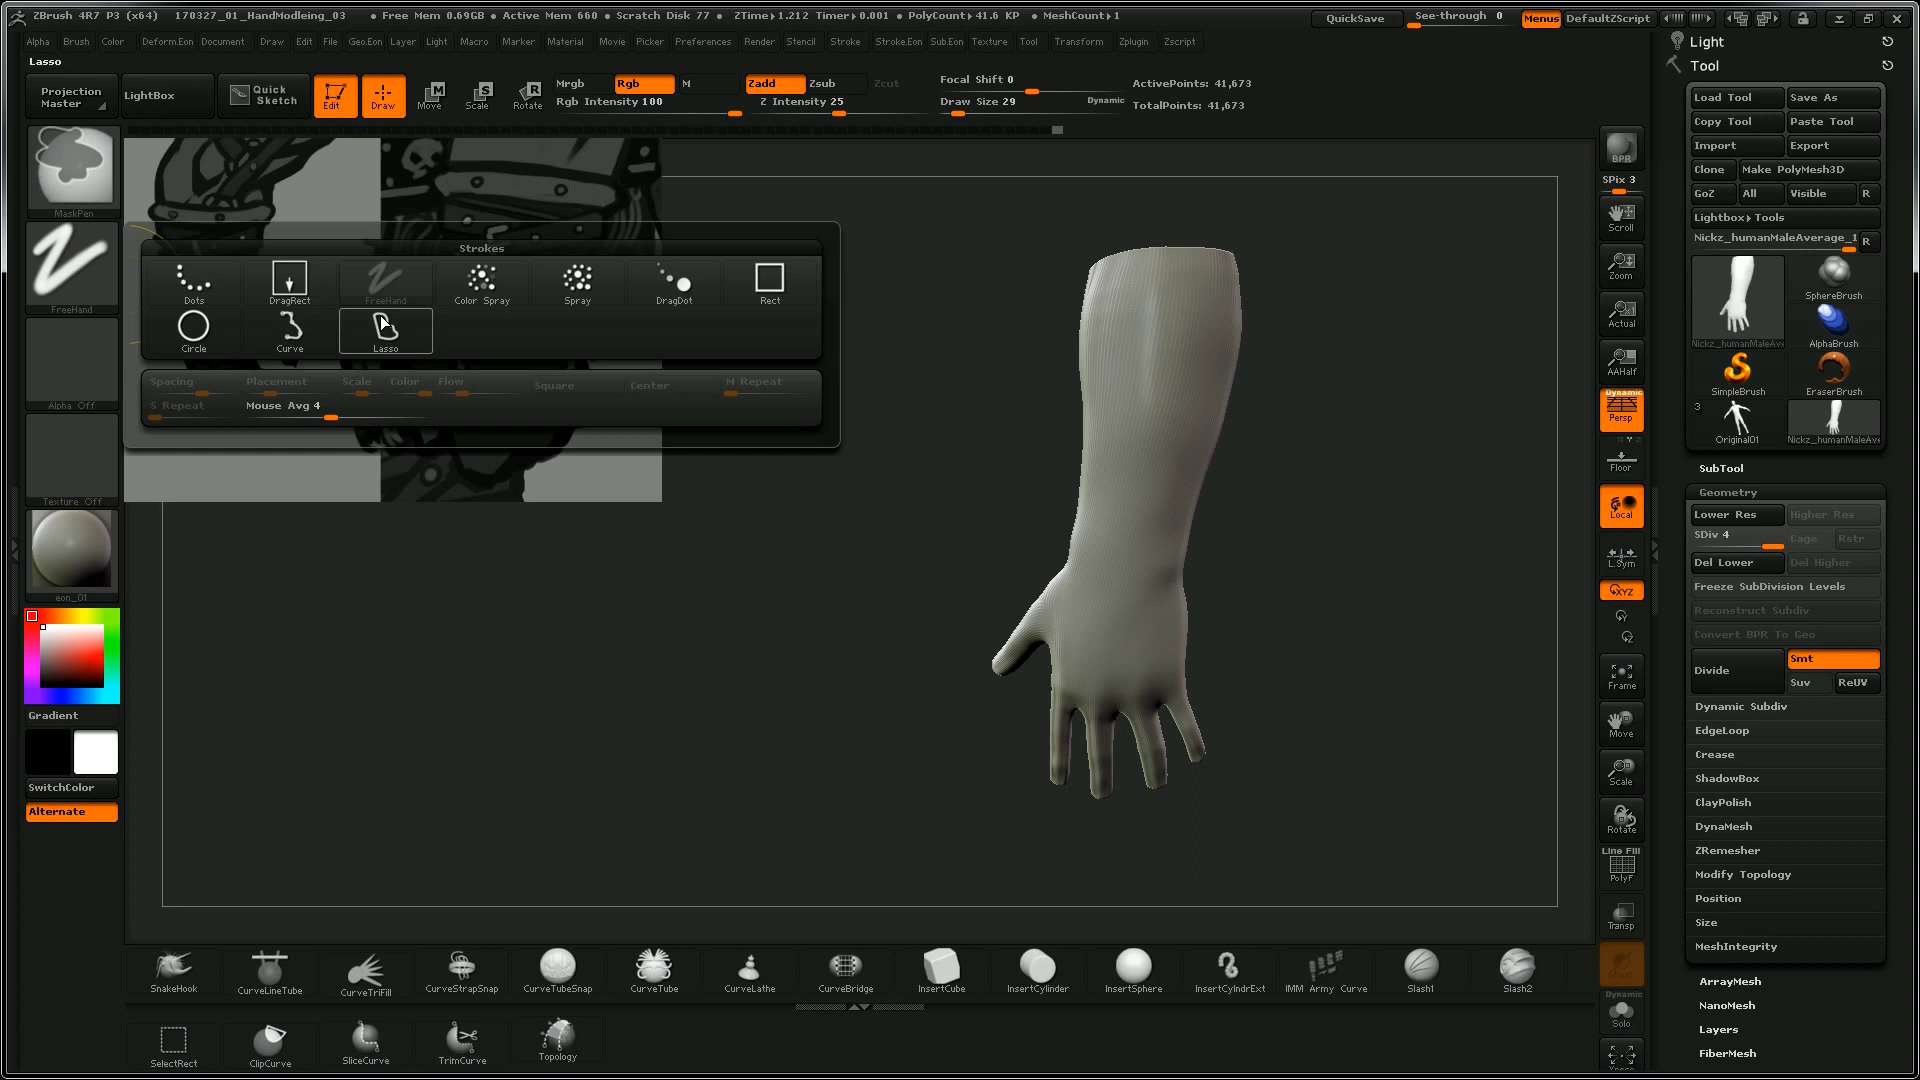 ZBrush 4R7 P3 (x64) 170327_01_HandModleing_03 • Free Mem 0.69GB • Active Mem 660 • Scratch Disk 77 • ZTime▸1.212 Timer▸0.001 • PolyCount▸41.6 KP • MeshCount▸1 QuickSave See-through 0 Menus DefaultZScript
Alpha Brush Color Deform.Eon Document Draw Edit File Geo.Eon Layer Light Macro Marker Material Movie Picker Preferences Render Stencil Stroke Stroke.Eon Sub.Eon Texture Tool Transform Zplugin Zscript
Light
Lasso
Tool
Projection Master
LightBox
Quick Sketch
Edit
Draw
Move
Scale
Rotate
Mrgb Rgb M
Rgb Intensity 100
Zadd Zsub Zcut
Z Intensity 25
Focal Shift 0
Draw Size 29 Dynamic
ActivePoints: 41,673
TotalPoints: 41,673
MaskPen
FreeHand
Alpha Off
Texture Off
eon_01
Gradient
SwitchColor
Alternate
Strokes
Dots DragRect FreeHand Color Spray Spray DragDot Rect
Circle Curve Lasso
Spacing Placement Scale Color Flow Square Center M Repeat
S Repeat Mouse Avg 4
BPR
SPix 3
Scroll
Zoom
Actual
AAHalf
Dynamic
Persp
Floor
Local
L.Sym
XYZ
Frame
Move
Scale
Rotate
Line Fill
PolyF
Transp
Ghost
Dynamic
Solo
Xpose
Load Tool Save As
Copy Tool Paste Tool
Import Export
Clone Make PolyMesh3D
GoZ All Visible R
Lightbox▸Tools
Nickz_humanMaleAverage_1 R
SphereBrush
Nickz_humanMaleAve AlphaBrush
SimpleBrush EraserBrush
3
Original01 Nickz_humanMaleAve
SubTool
Geometry
Lower Res Higher Res
SDiv 4 Cage Rstr
Del Lower Del Higher
Freeze SubDivision Levels
Reconstruct Subdiv
Convert BPR To Geo
Divide Smt
Suv ReUV
Dynamic Subdiv
EdgeLoop
Crease
ShadowBox
ClayPolish
DynaMesh
ZRemesher
Modify Topology
Position
Size
MeshIntegrity
ArrayMesh
NanoMesh
Layers
FiberMesh
SnakeHook CurveLineTube CurveTriFill CurveStrapSnap CurveTubeSnap CurveTube CurveLathe CurveBridge InsertCube InsertCylinder InsertSphere InsertCylndrExt IMM Army Curve Slash1 Slash2
SelectRect ClipCurve SliceCurve TrimCurve Topology